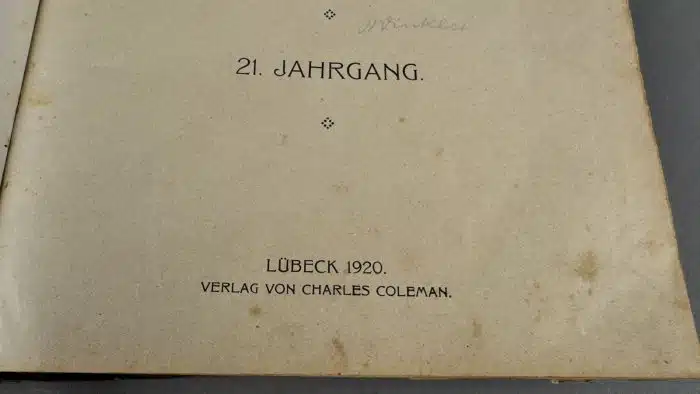 21. JAHRGANG.
LÜBECK 1920.
VERLAG VON CHARLES COLEMAN.